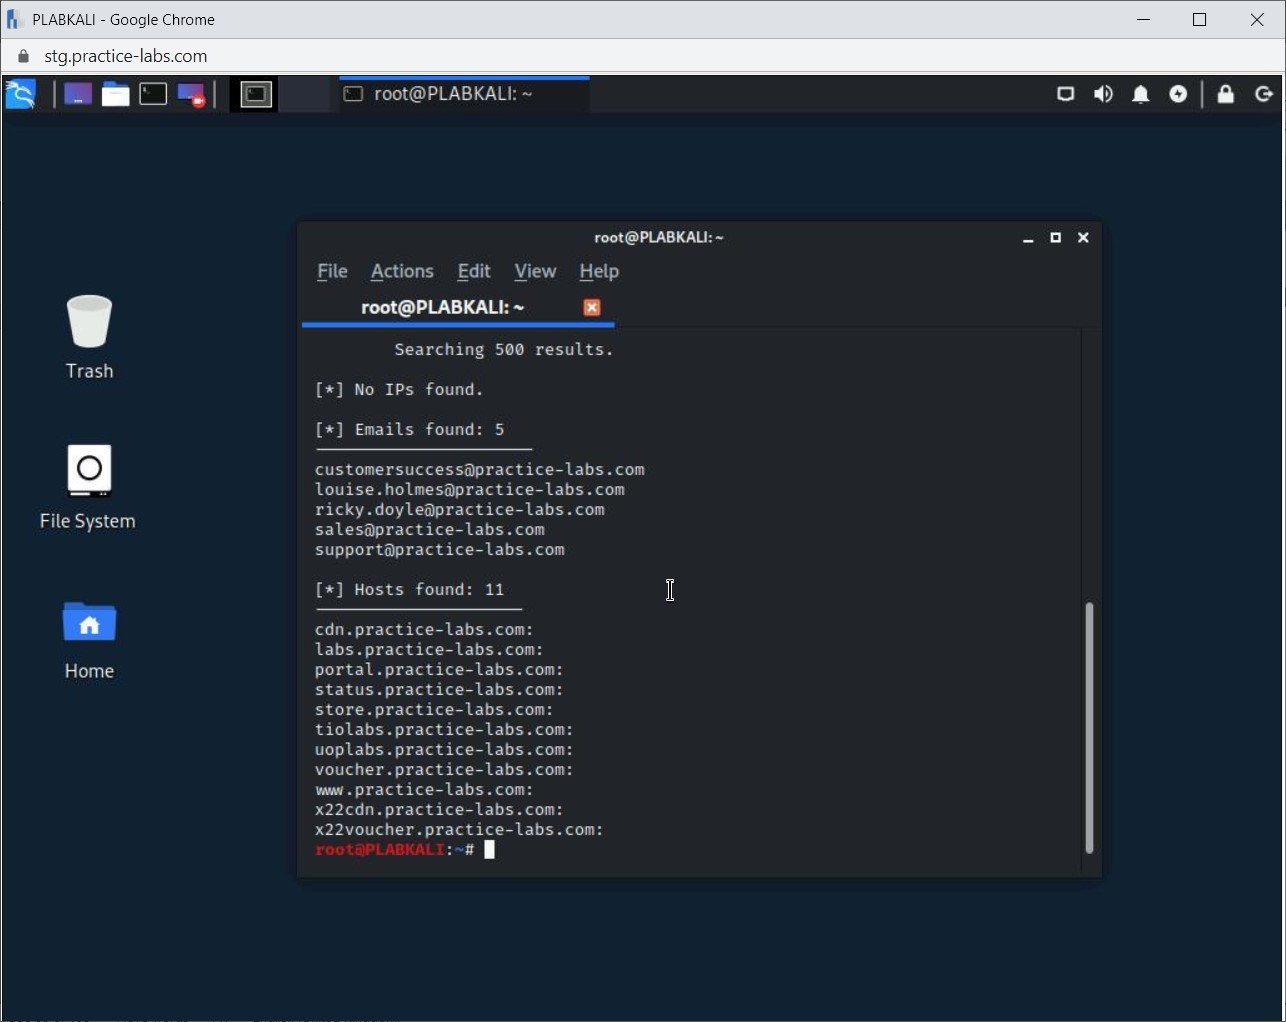 PLABKALI - Google Chrome
stg.practice-labs.com
root@PLABKALI: ~
root@PLABKALI:~
File Actions Edit View Help
root@PLABKALI: ~
Trash
File System
Home
Searching 500 results.
[*] No IPs found.
[*] Emails found: 5
customersuccess@practice-labs.com
louise.holmes@practice-labs.com
ricky.doyle@practice-labs.com
sales@practice-labs.com
support@practice-labs.com
[*] Hosts found: 11
cdn.practice-labs.com:
labs.practice-labs.com:
portal.practice-labs.com:
status.practice-labs.com:
store.practice-labs.com:
tiolabs.practice-labs.com:
uoplabs.practice-labs.com:
voucher.practice-labs.com:
www.practice-labs.com:
x22cdn.practice-labs.com:
x22voucher.practice-labs.com:
root@PLABKALI:~#